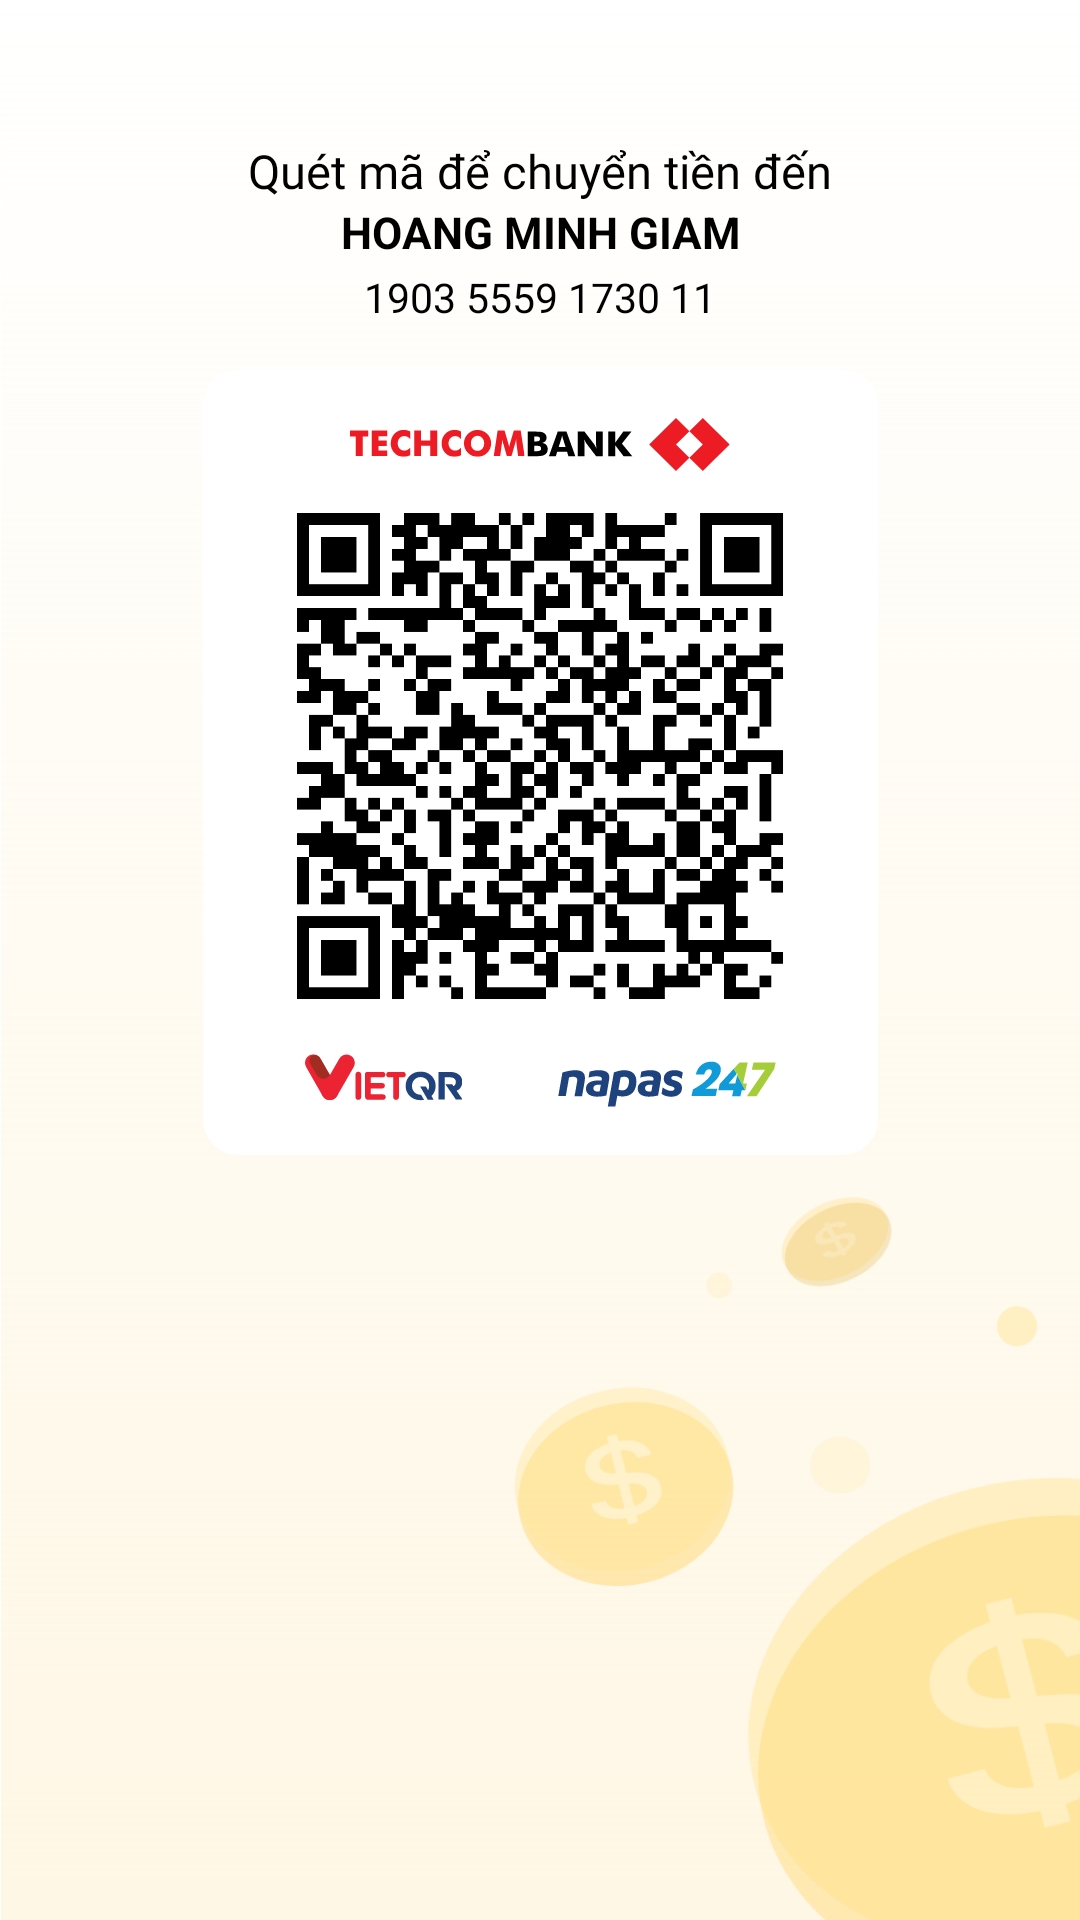 Quét mã để chuyển tiền đến
HOANG MINH GIAM
1903 5559 1730 11
TECHCOMBANK
VIETQR
napas 247
$
$
$